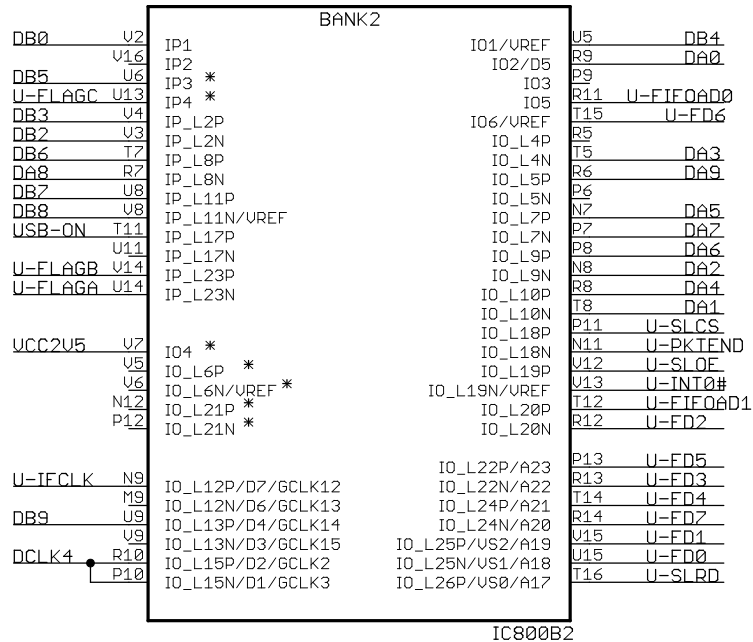 BANK2
DB0 V2 IP1 IO1/VREF U5 DB4
V16 IP2 IO2/D5 R9 DA0
DB5 U6 IP3 * IO3 P9
U-FLAGC U13 IP4 * IO5 R11 U-FIFOAD0
DB3 V4 IP_L2P IO6/VREF T15 U-FD6
DB2 V3 IP_L2N IO_L4P R5
DB6 T7 IP_L8P IO_L4N T5 DA3
DA8 R7 IP_L8N IO_L5P R6 DA9
DB7 U8 IP_L11P IO_L5N P6
DB8 V8 IP_L11N/VREF IO_L7P N7 DA5
USB-ON T11 IP_L17P IO_L7N P7 DA7
U11 IP_L17N IO_L9P P8 DA6
U-FLAGB V14 IP_L23P IO_L9N N8 DA2
U-FLAGA U14 IP_L23N IO_L10P R8 DA4
IO_L10N T8 DA1
IO_L18P P11 U-SLCS
VCC2V5 V7 IO4 * IO_L18N N11 U-PKTEND
V5 IO_L6P * IO_L19P V12 U-SLOE
V6 IO_L6N/VREF * IO_L19N/VREF V13 U-INT0#
N12 IO_L21P * IO_L20P T12 U-FIFOAD1
P12 IO_L21N * IO_L20N R12 U-FD2
IO_L22P/A23 P13 U-FD5
U-IFCLK N9 IO_L12P/D7/GCLK12 IO_L22N/A22 R13 U-FD3
M9 IO_L12N/D6/GCLK13 IO_L24P/A21 T14 U-FD4
DB9 U9 IO_L13P/D4/GCLK14 IO_L24N/A20 R14 U-FD7
V9 IO_L13N/D3/GCLK15 IO_L25P/VS2/A19 V15 U-FD1
DCLK4 R10 IO_L15P/D2/GCLK2 IO_L25N/VS1/A18 U15 U-FD0
P10 IO_L15N/D1/GCLK3 IO_L26P/VS0/A17 T16 U-SLRD
IC800B2